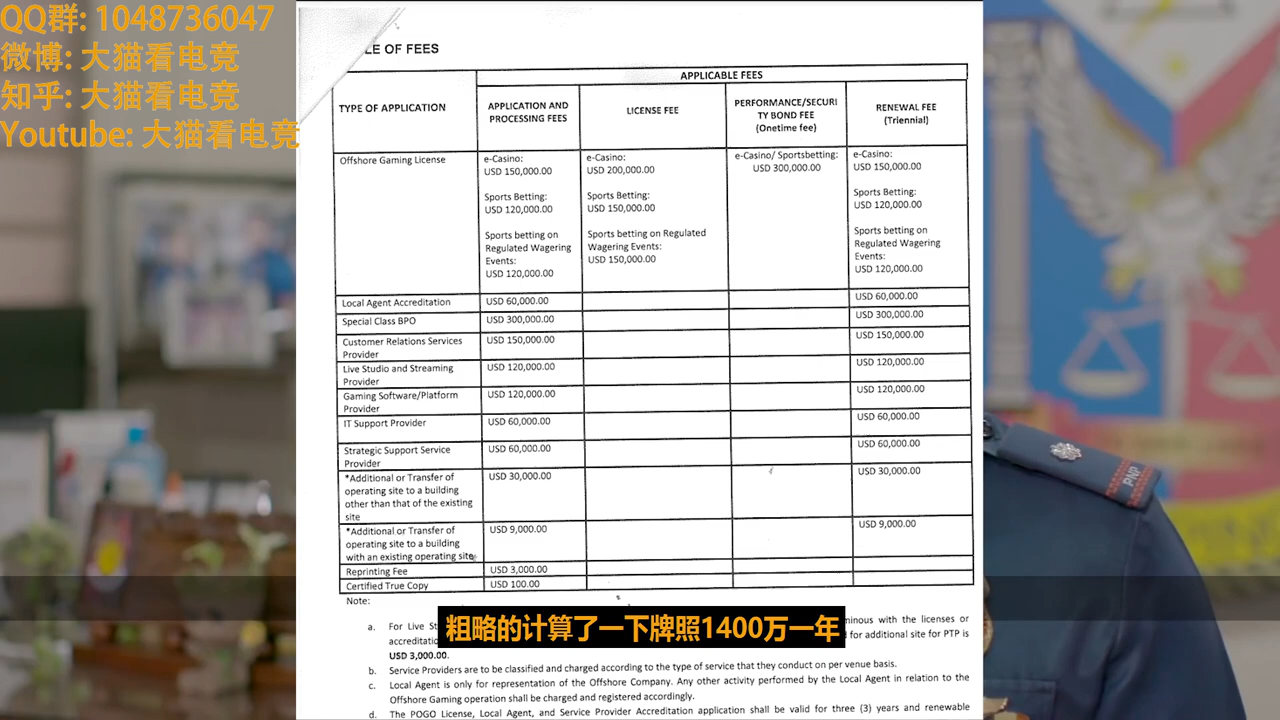 QQ群: 1048736047
微博: 大猫看电竞
知乎: 大猫看电竞
Youtube: 大猫看电竞
LE OF FEES
TYPE OF APPLICATION
APPLICABLE FEES
APPLICATION AND
PROCESSING FEES
LICENSE FEE
PERFORMANCE/SECURI
TY BOND FEE
(Onetime fee)
RENEWAL FEE
(Triennial)
Offshore Gaming License
e-Casino:
USD 150,000.00
Sports Betting:
USD 120,000.00
Sports betting on
Regulated Wagering
Events:
USD 120,000.00
e-Casino:
USD 200,000.00
Sports Betting:
USD 150,000.00
Sports betting on Regulated
Wagering Events:
USD 150,000.00
e-Casino/ Sportsbetting:
USD 300,000.00
e-Casino:
USD 150,000.00
Sports Betting:
USD 120,000.00
Sports betting on
Regulated Wagering
Events:
USD 120,000.00
Local Agent Accreditation
USD 60,000.00
USD 60,000.00
Special Class BPO
USD 300,000.00
USD 300,000.00
Customer Relations Services
Provider
USD 150,000.00
USD 150,000.00
Live Studio and Streaming
Provider
USD 120,000.00
USD 120,000.00
Gaming Software/Platform
Provider
USD 120,000.00
USD 120,000.00
IT Support Provider
USD 60,000.00
USD 60,000.00
Strategic Support Service
Provider
USD 60,000.00
USD 60,000.00
*Additional or Transfer of
operating site to a building
other than that of the existing
site
USD 30,000.00
USD 30,000.00
*Additional or Transfer of
operating site to a building
with an existing operating site
USD 9,000.00
USD 9,000.00
Reprinting Fee
USD 3,000.00
Certified True Copy
USD 100.00
Note:
a. For Live St minous with the licenses or
accreditatio d for additional site for PTP is
USD 3,000.00.
b. Service Providers are to be classified and charged according to the type of service that they conduct on per venue basis.
c. Local Agent is only for representation of the Offshore Company. Any other activity performed by the Local Agent in relation to the
Offshore Gaming operation shall be charged and registered accordingly.
d. The POGO License, Local Agent, and Service Provider Accreditation application shall be valid for three (3) years and renewable
粗略的计算了一下牌照1400万一年
PNP